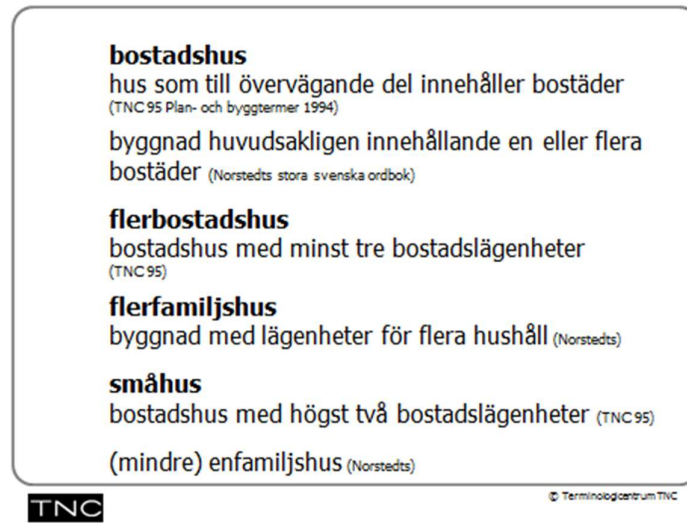 bostadshus
hus som till övervägande del innehåller bostäder
(TNC 95 Plan- och byggtermer 1994)
byggnad huvudsakligen innehållande en eller flera
bostäder (Norstedts stora svenska ordbok)
flerbostadshus
bostadshus med minst tre bostadslägenheter
(TNC 95)
flerfamiljshus
byggnad med lägenheter för flera hushåll (Norstedts)
småhus
bostadshus med högst två bostadslägenheter (TNC 95)
(mindre) enfamiljshus (Norstedts)
© Terminologicentrum TNC
TNC